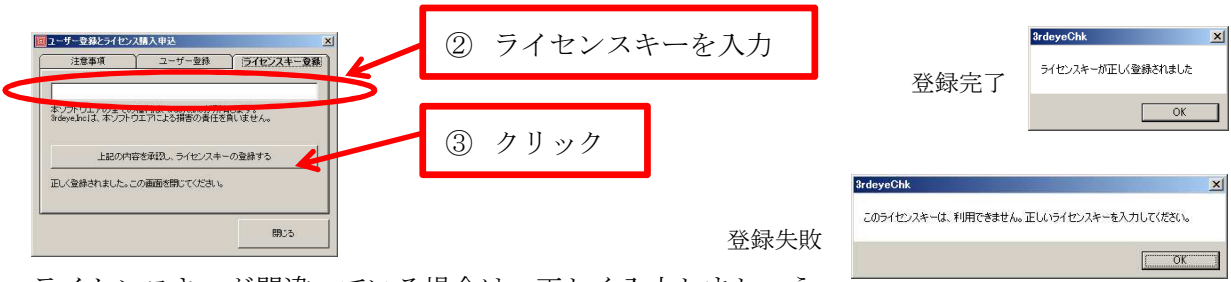 ユーザー登録とライセンス購入申込
注意事項 ユーザー登録 ライセンスキー登録
本ソフトウエアの全ての
3rdeye,Incは、本ソフトウエアによる損害の責任を負いません。
上記の内容を承認し、ライセンスキーの登録する
正しく登録されました。この画面を閉じてください。
閉じる
② ライセンスキーを入力
③ クリック
登録完了
3rdeyeChk
ライセンスキーが正しく登録されました
OK
登録失敗
3rdeyeChk
このライセンスキーは、利用できません。正しいライセンスキーを入力してください。
OK